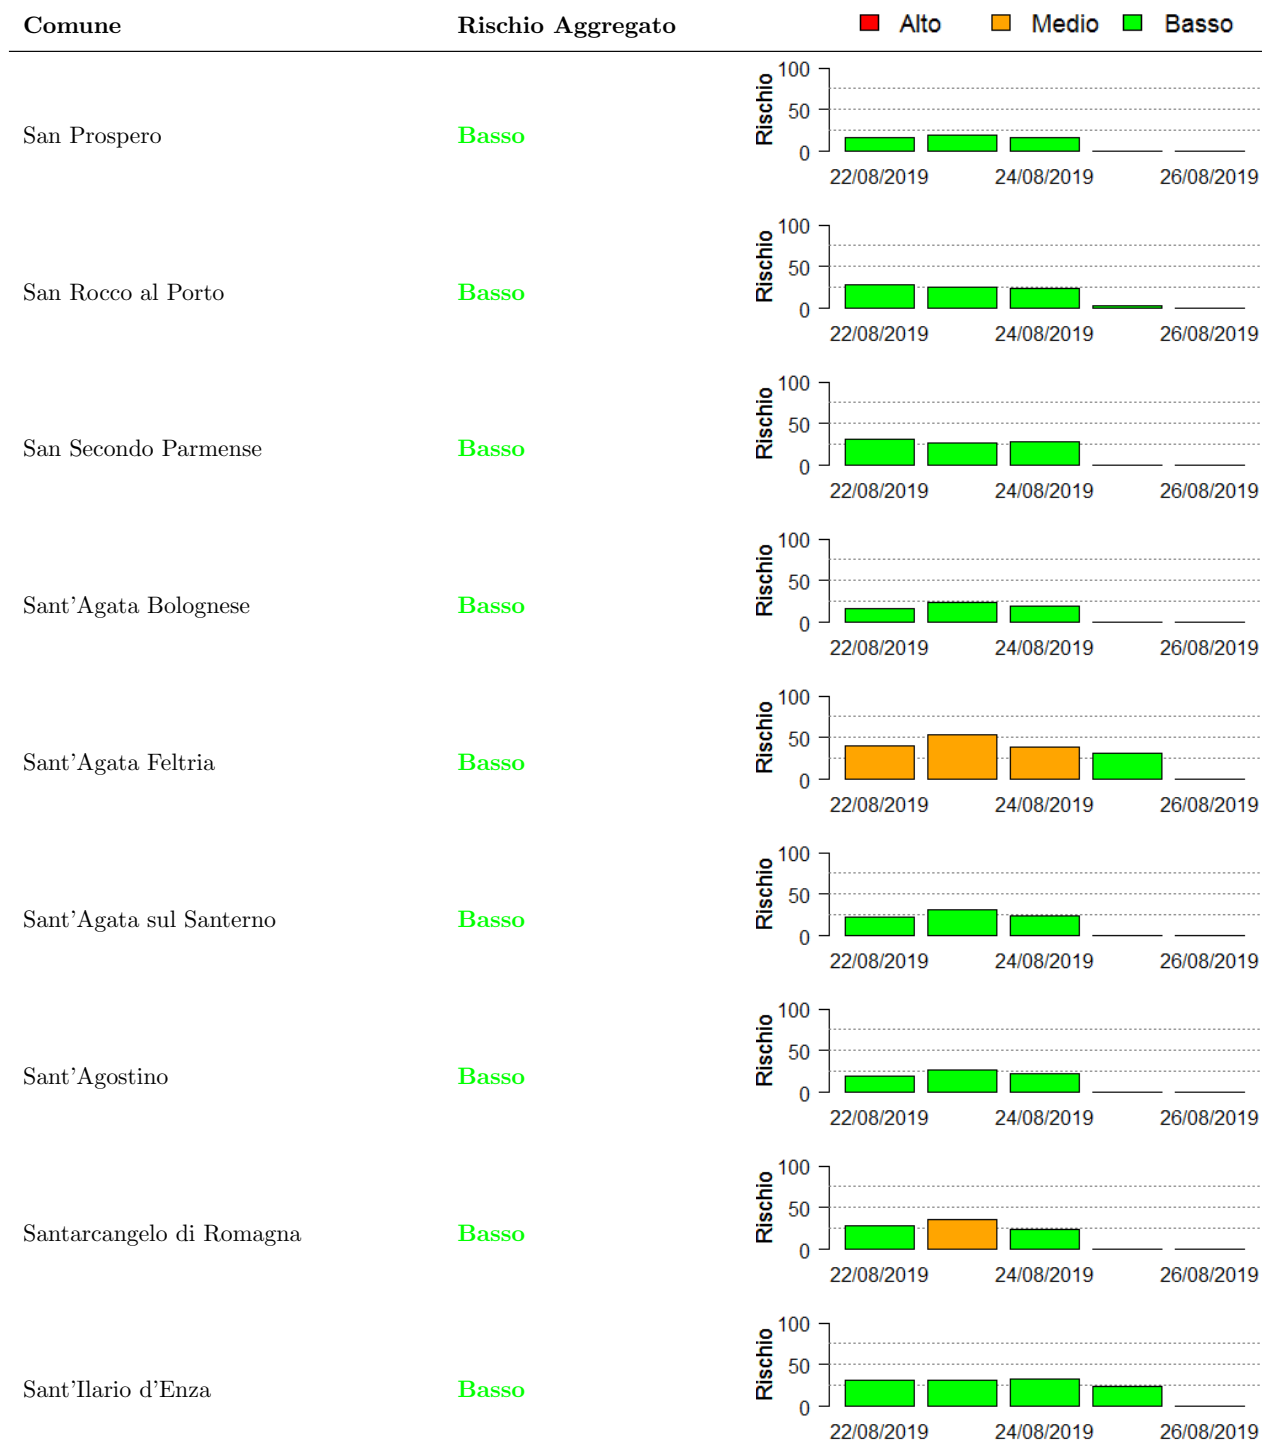 Comune Rischio Aggregato Alto Medio Basso
San Prospero Basso Rischio 100 50 0
22/08/2019 24/08/2019 26/08/2019
San Rocco al Porto Basso Rischio 100 50 0
22/08/2019 24/08/2019 26/08/2019
San Secondo Parmense Basso Rischio 100 50 0
22/08/2019 24/08/2019 26/08/2019
Sant'Agata Bolognese Basso Rischio 100 50 0
22/08/2019 24/08/2019 26/08/2019
Sant'Agata Feltria Basso Rischio 100 50 0
22/08/2019 24/08/2019 26/08/2019
Sant'Agata sul Santerno Basso Rischio 100 50 0
22/08/2019 24/08/2019 26/08/2019
Sant'Agostino Basso Rischio 100 50 0
22/08/2019 24/08/2019 26/08/2019
Santarcangelo di Romagna Basso Rischio 100 50 0
22/08/2019 24/08/2019 26/08/2019
Sant'Ilario d'Enza Basso Rischio 100 50 0
22/08/2019 24/08/2019 26/08/2019